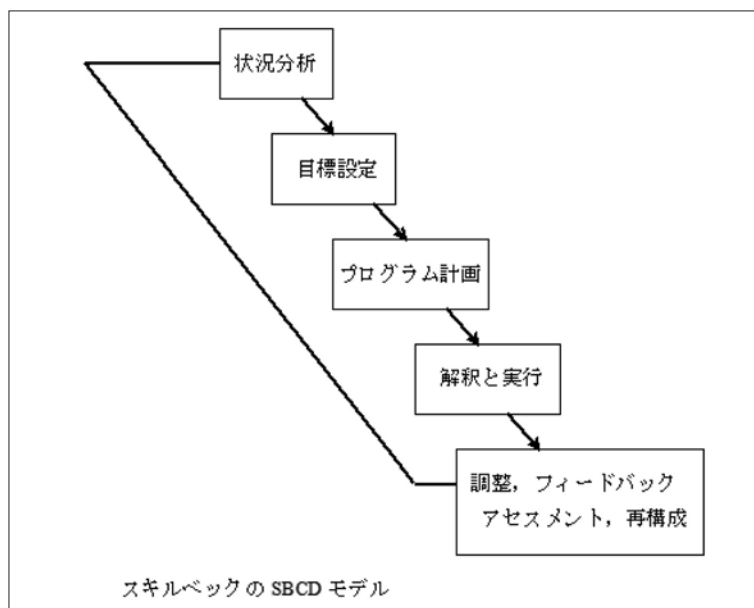 状況分析
目標設定
プログラム計画
解釈と実行
調整，フィードバック
アセスメント，再構成
スキルベックの SBCD モデル